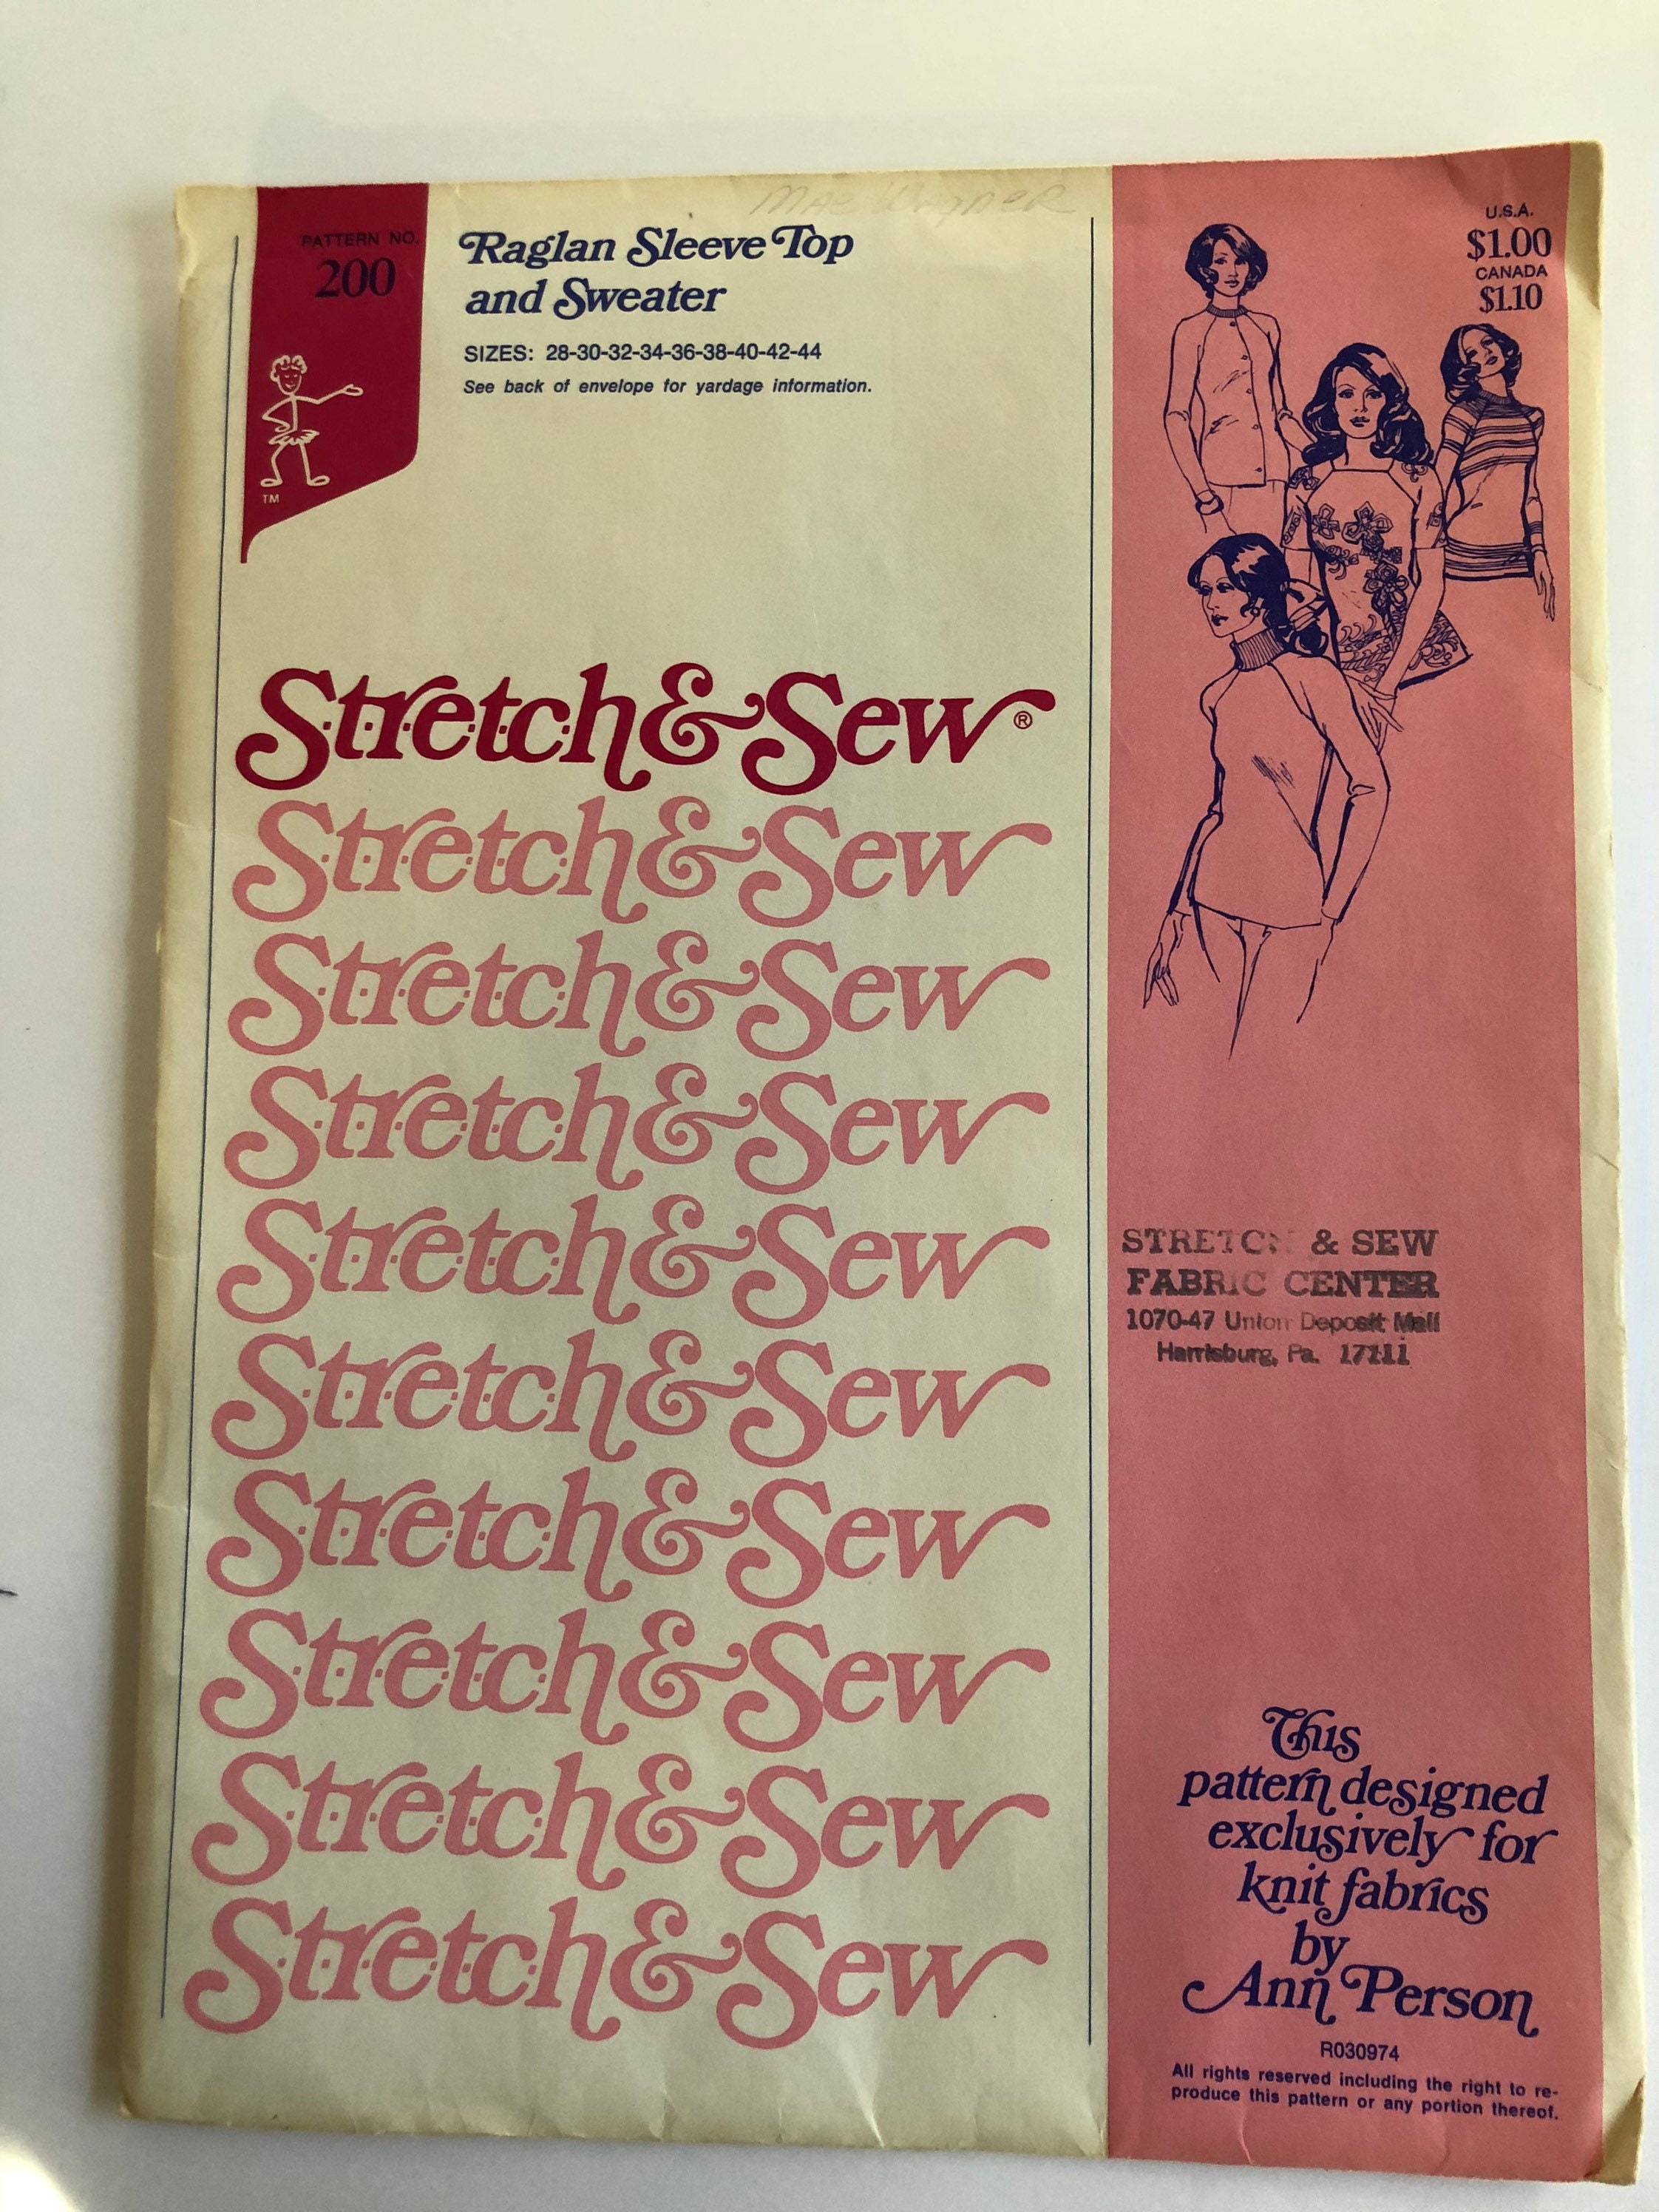 Mae Wagner
PATTERN NO.
200
TM
Raglan Sleeve Top
and Sweater
SIZES: 28-30-32-34-36-38-40-42-44
See back of envelope for yardage information.
U.S.A.
$1.00
CANADA
$1.10
Stretch & Sew®
Stretch & Sew
Stretch & Sew
Stretch & Sew
Stretch & Sew
Stretch & Sew
Stretch & Sew
Stretch & Sew
Stretch & Sew
Stretch & Sew
STRETCH & SEW
FABRIC CENTER
1070-47 Union Deposit Mall
Harrisburg, Pa. 17111
This
pattern designed
exclusively for
knit fabrics
by
Ann Person
R030974
All rights reserved including the right to re-
produce this pattern or any portion thereof.